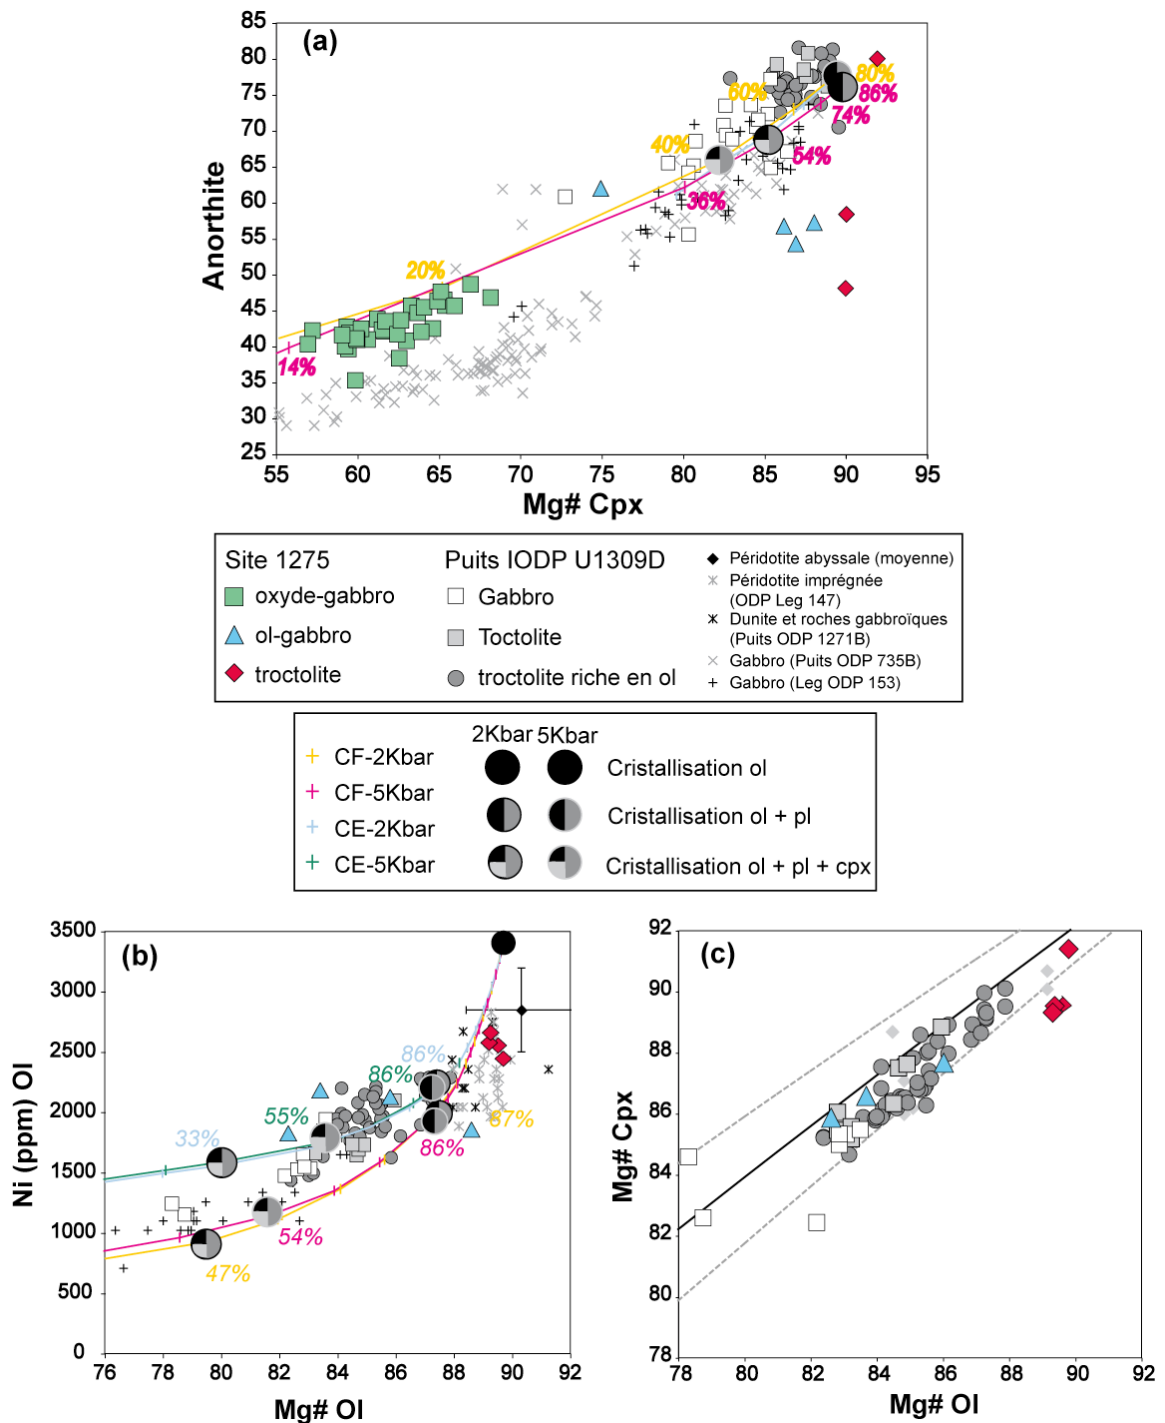 (a)
85
80
75
70
65
60
55
50
45
40
35
30
25
Anorthite
80%
86%
74%
60%
54%
40%
36%
20%
14%
55 60 65 70 75 80 85 90 95
Mg# Cpx
Site 1275
oxyde-gabbro
ol-gabbro
troctolite
Puits IODP U1309D
Gabbro
Toctolite
troctolite riche en ol
Péridotite abyssale (moyenne)
Péridotite imprégnée
(ODP Leg 147)
Dunite et roches gabbroïques
(Puits ODP 1271B)
Gabbro (Puits ODP 735B)
Gabbro (Leg ODP 153)
2Kbar 5Kbar
CF-2Kbar
CF-5Kbar
CE-2Kbar
CE-5Kbar
Cristallisation ol
Cristallisation ol + pl
Cristallisation ol + pl + cpx
(b)
3500
3000
2500
2000
1500
1000
500
0
Ni (ppm) Ol
86%
86%
55%
33%
87%
86%
54%
47%
76 78 80 82 84 86 88 90 92
Mg# Ol
(c)
92
90
88
86
84
82
80
78
Mg# Cpx
78 80 82 84 86 88 90 92
Mg# Ol